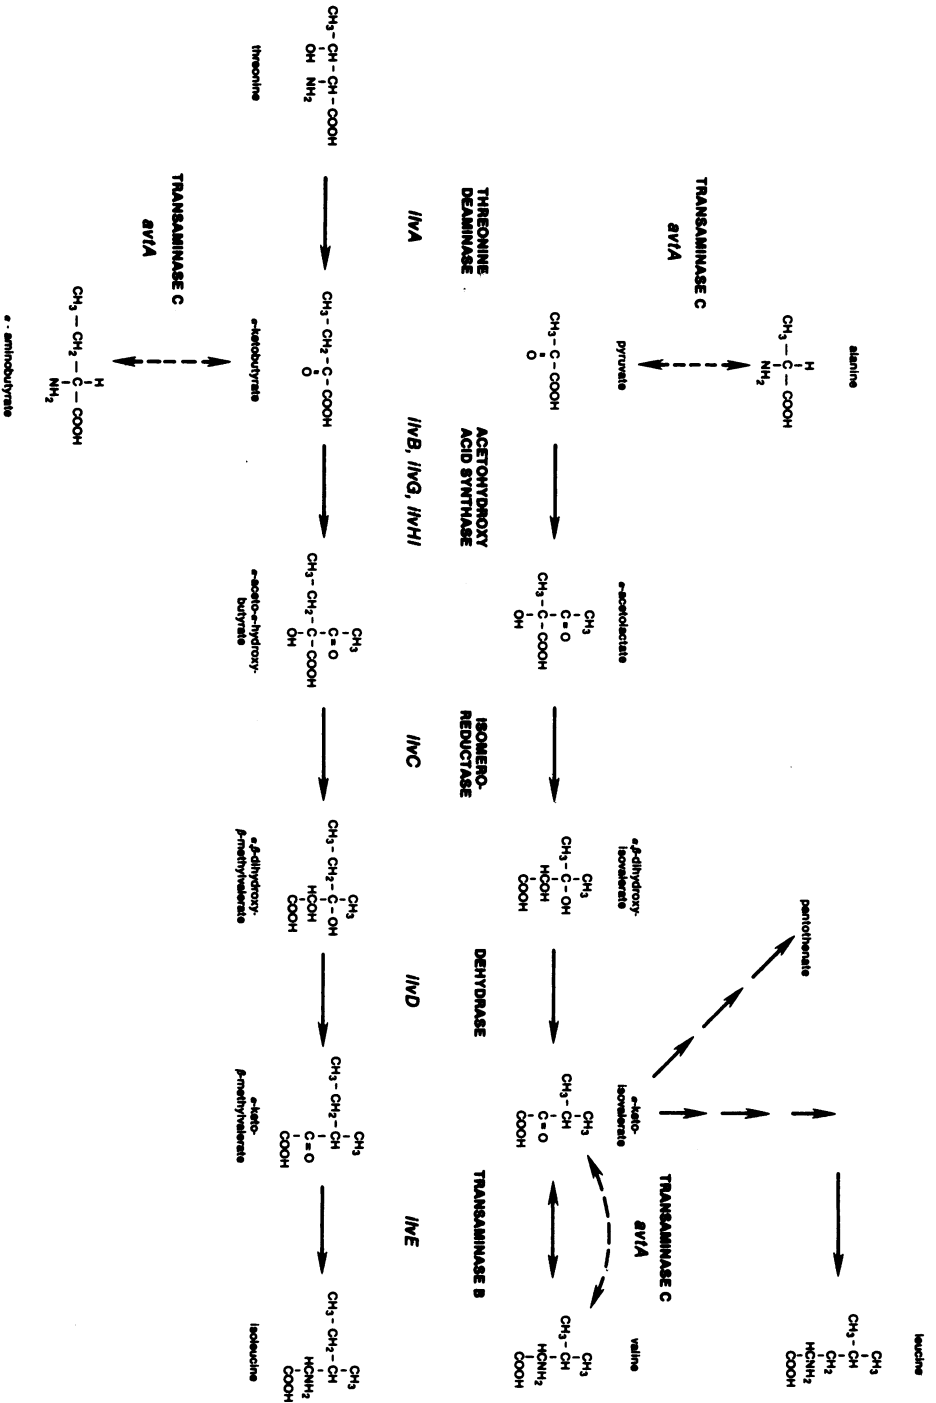 leucine
CH3
CH3-CH
CH2
HCNH2
COOH
alanine
H
CH3 - C - COOH
NH2
TRANSAMINASE C
avtA
pantothenate
pyruvate
α-acetolactate
α,β-dihydroxy-
isovalerate
α-keto-
isovalerate
TRANSAMINASE C
avtA
valine
CH3-C-COOH
O
CH3
C=O
CH3-C-COOH
OH
CH3
CH3-C-OH
HCOH
COOH
CH3
CH3-CH
C=O
COOH
CH3
CH3-CH
HCNH2
COOH
THREONINE
DEAMINASE
ACETOHYDROXY
ACID SYNTHASE
ISOMERO-
REDUCTASE
DEHYDRASE
TRANSAMINASE B
ilvA
ilvB, ilvG, ilvHI
ilvC
ilvD
ilvE
CH3-CH-CH-COOH
OH NH2
CH3-CH2-C-COOH
O
CH3
C=O
CH3-CH2-C-COOH
OH
CH3
CH3-CH2-C-OH
HCOH
COOH
CH3
CH3-CH2-CH
C=O
COOH
CH3
CH3-CH2-CH
HCNH2
COOH
threonine
α-ketobutyrate
α-aceto-α-hydroxy-
butyrate
α,β-dihydroxy-
β-methylvalerate
α-keto-
β-methylvalerate
isoleucine
TRANSAMINASE C
avtA
H
CH3 - CH2 - C - COOH
NH2
α-aminobutyrate